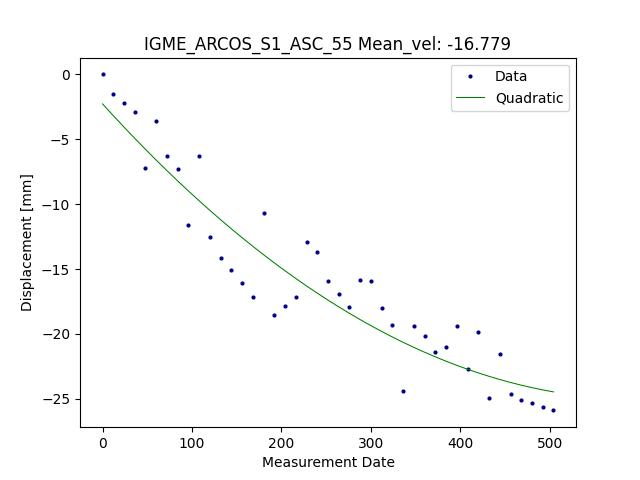 IGME_ARCOS_S1_ASC_55 Mean_vel: -16.779
Data
Quadratic
0
−5
−10
−15
−20
−25
Displacement [mm]
0 100 200 300 400 500
Measurement Date